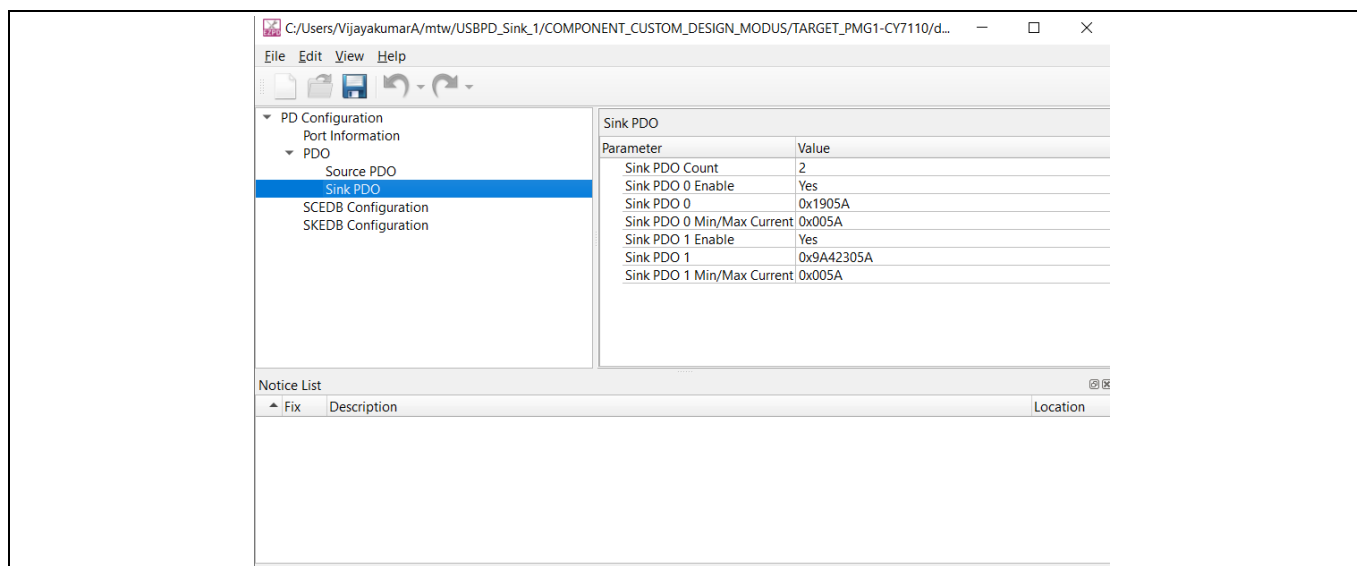 C:/Users/VijayakumarA/mtw/USBPD_Sink_1/COMPONENT_CUSTOM_DESIGN_MODUS/TARGET_PMG1-CY7110/d...
File Edit View Help
PD Configuration
Port Information
PDO
Source PDO
Sink PDO
SCEDB Configuration
SKEDB Configuration
Sink PDO
Parameter Value
Sink PDO Count 2
Sink PDO 0 Enable Yes
Sink PDO 0 0x1905A
Sink PDO 0 Min/Max Current 0x005A
Sink PDO 1 Enable Yes
Sink PDO 1 0x9A42305A
Sink PDO 1 Min/Max Current 0x005A
Notice List
Fix Description Location